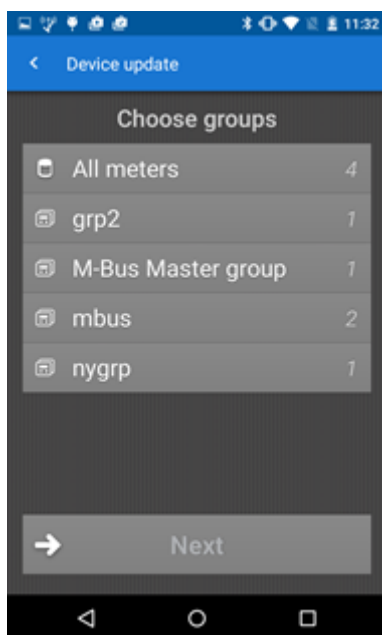 11:32
Device update
Choose groups
All meters 4
grp2 1
M-Bus Master group 1
mbus 2
nygrp 1
Next